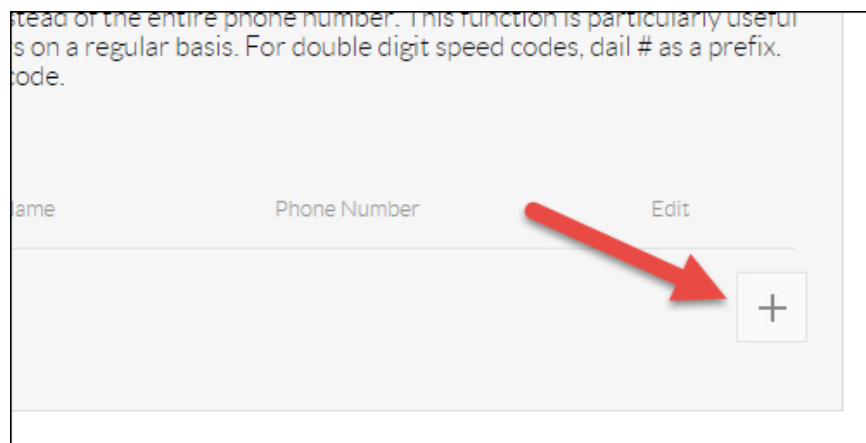 stead of the entire phone number. This function is particularly useful
s on a regular basis. For double digit speed codes, dail # as a prefix.
code.
Name Phone Number Edit
+